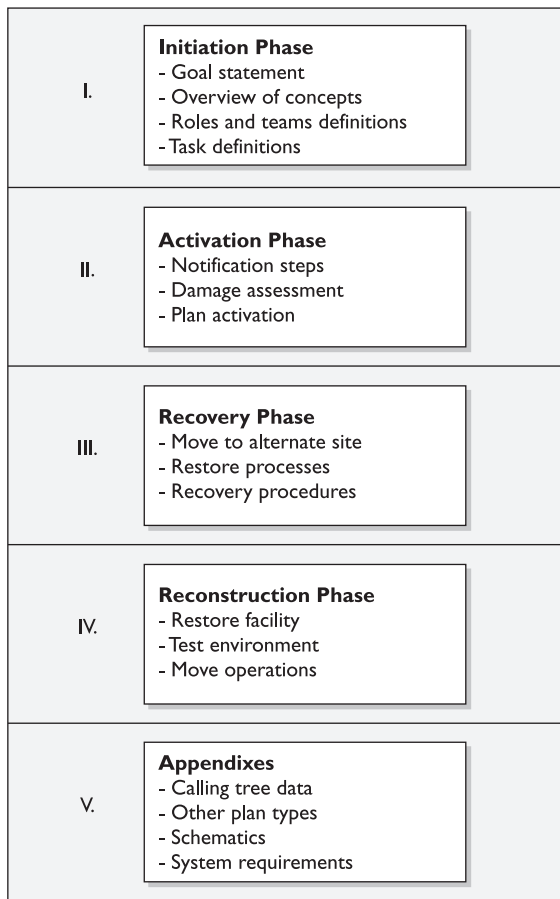 I.
Initiation Phase
- Goal statement
- Overview of concepts
- Roles and teams definitions
- Task definitions
II.
Activation Phase
- Notification steps
- Damage assessment
- Plan activation
III.
Recovery Phase
- Move to alternate site
- Restore processes
- Recovery procedures
IV.
Reconstruction Phase
- Restore facility
- Test environment
- Move operations
V.
Appendixes
- Calling tree data
- Other plan types
- Schematics
- System requirements